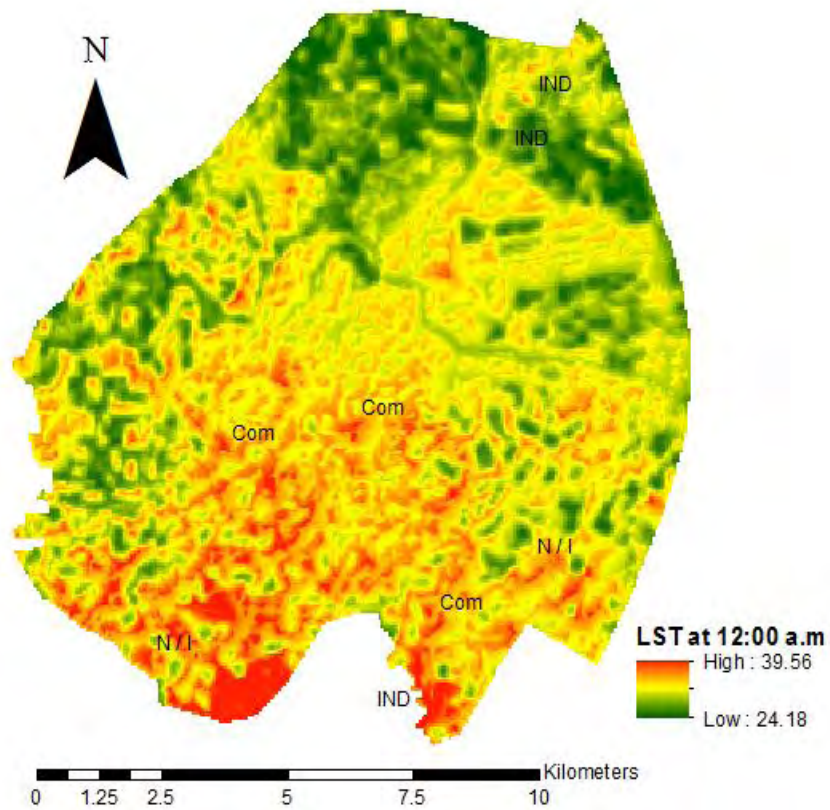 N
IND
IND
Com
Com
N / I
Com
N / I
IND
LST at 12:00 a.m
High : 39.56
Low : 24.18
Kilometers
0 1.25 2.5 5 7.5 10